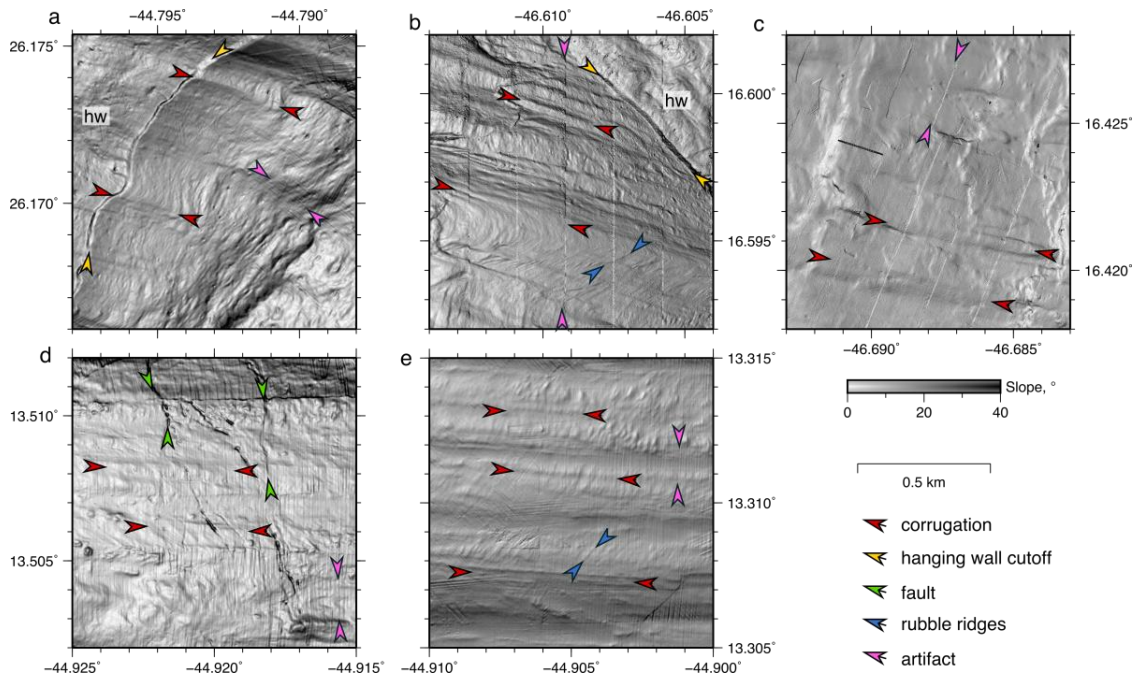 a
−44.795˚
−44.790˚
26.175˚
26.170˚
hw
b
−46.610˚
−46.605˚
hw
16.600˚
16.595˚
c
16.425˚
16.420˚
−46.690˚
−46.685˚
d
13.510˚
13.505˚
−44.925˚
−44.920˚
−44.915˚
e
13.315˚
13.310˚
13.305˚
−44.910˚
−44.905˚
−44.900˚
Slope, °
0 20 40
0.5 km
corrugation
hanging wall cutoff
fault
rubble ridges
artifact